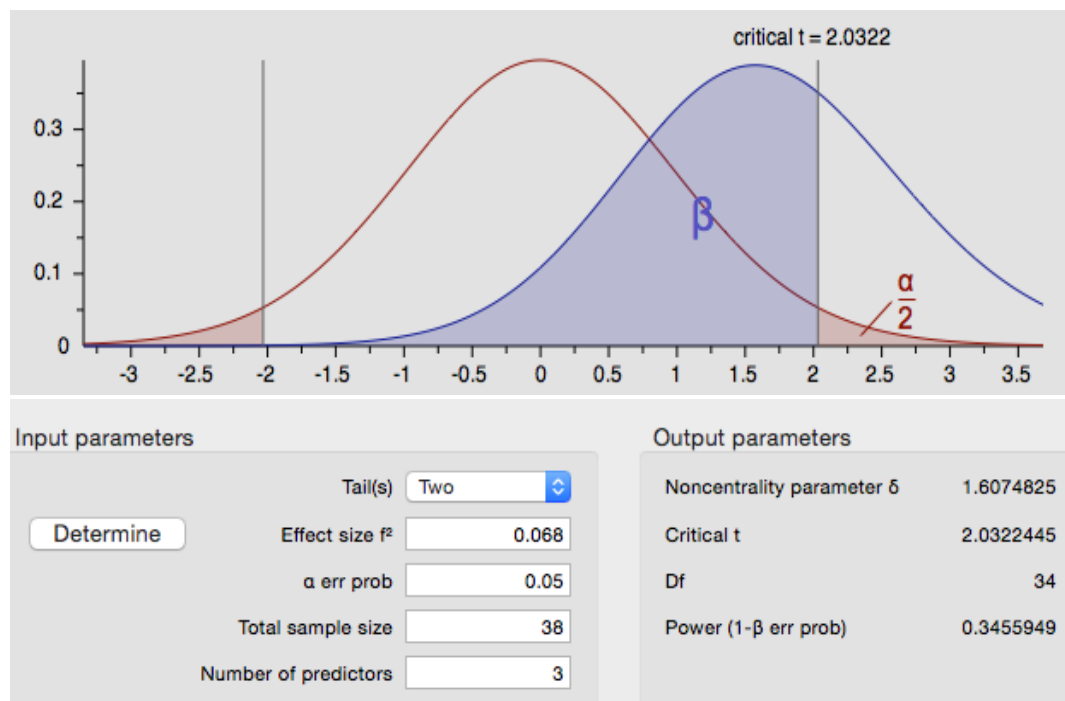 critical t = 2.0322
0.3
0.2
0.1
0
β
α
2
-3 -2.5 -2 -1.5 -1 -0.5 0 0.5 1 1.5 2 2.5 3 3.5
Input parameters
Tail(s) Two
Determine Effect size f² 0.068
α err prob 0.05
Total sample size 38
Number of predictors 3
Output parameters
Noncentrality parameter δ 1.6074825
Critical t 2.0322445
Df 34
Power (1-β err prob) 0.3455949